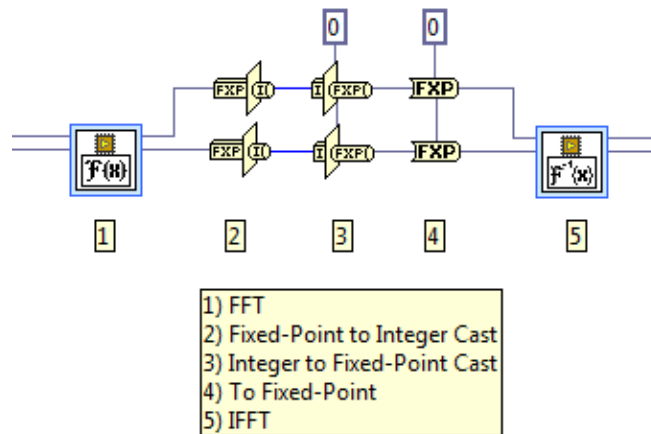 0 0
FXP I( I FXP( FXP
FXP I( I FXP( FXP
F(x) F⁻¹(x)
1 2 3 4 5
1) FFT
2) Fixed-Point to Integer Cast
3) Integer to Fixed-Point Cast
4) To Fixed-Point
5) IFFT